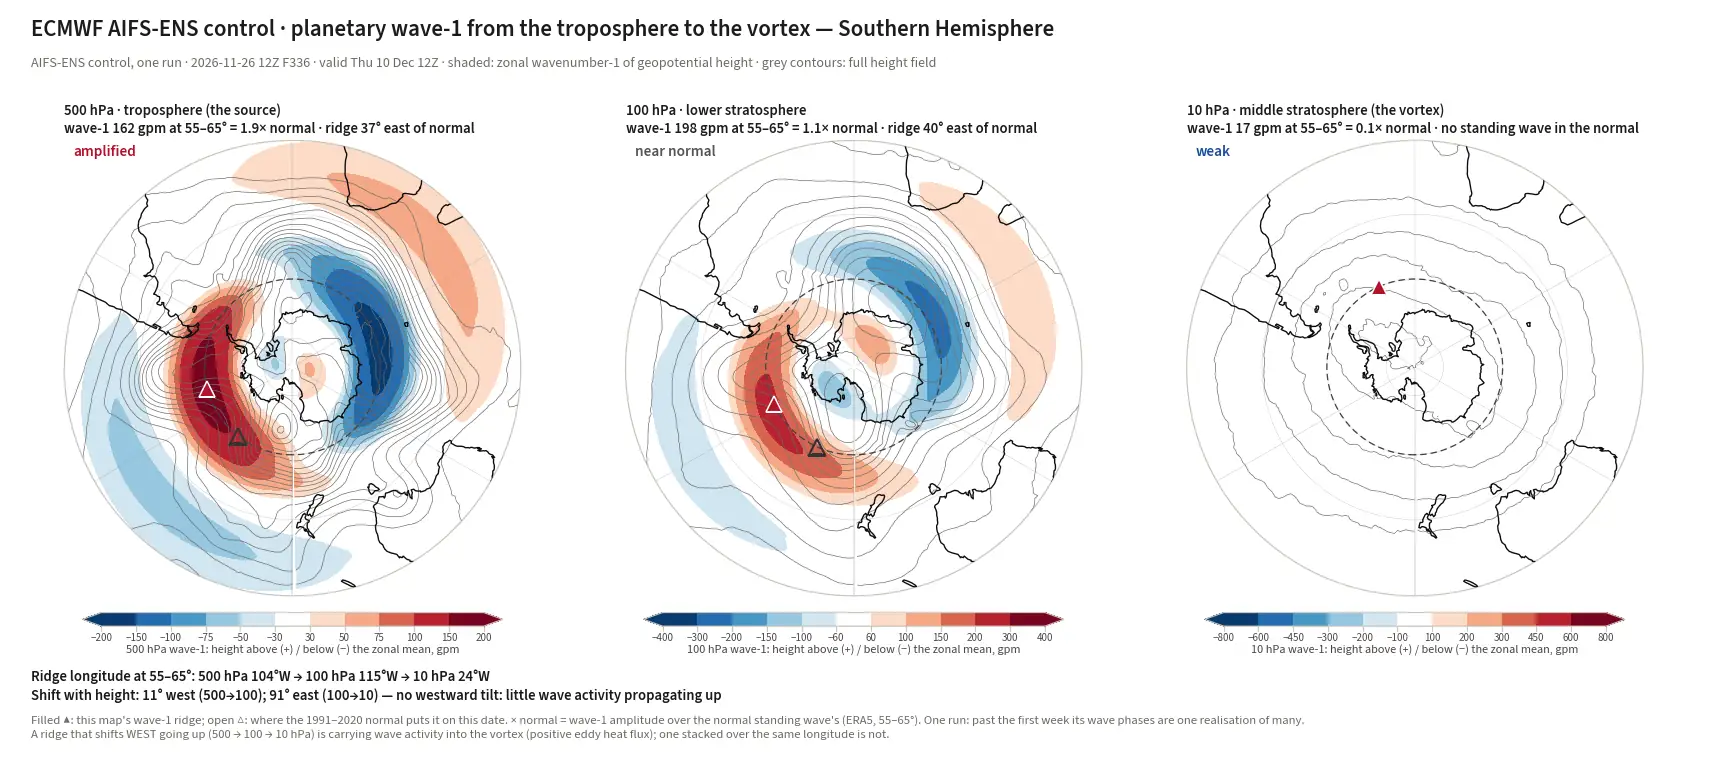 ECMWF AIFS-ENS control · planetary wave-1 from the troposphere to the vortex — Southern Hemisphere
AIFS-ENS control, one run · 2026-11-26 12Z F336 · valid Thu 10 Dec 12Z · shaded: zonal wavenumber-1 of geopotential height · grey contours: full height field
500 hPa · troposphere (the source)
wave-1 162 gpm at 55–65° = 1.9× normal · ridge 37° east of normal
amplified
100 hPa · lower stratosphere
wave-1 198 gpm at 55–65° = 1.1× normal · ridge 40° east of normal
near normal
10 hPa · middle stratosphere (the vortex)
wave-1 17 gpm at 55–65° = 0.1× normal · no standing wave in the normal
weak
−200 −150 −100 −75 −50 −30 30 50 75 100 150 200
500 hPa wave-1: height above (+) / below (−) the zonal mean, gpm
−400 −300 −200 −150 −100 −60 60 100 150 200 300 400
100 hPa wave-1: height above (+) / below (−) the zonal mean, gpm
−800 −600 −450 −300 −200 −100 100 200 300 450 600 800
10 hPa wave-1: height above (+) / below (−) the zonal mean, gpm
Ridge longitude at 55–65°: 500 hPa 104°W → 100 hPa 115°W → 10 hPa 24°W
Shift with height: 11° west (500→100); 91° east (100→10) — no westward tilt: little wave activity propagating up
Filled ▲: this map's wave-1 ridge; open △: where the 1991–2020 normal puts it on this date. × normal = wave-1 amplitude over the normal standing wave's (ERA5, 55–65°). One run: past the first week its wave phases are one realisation of many.
A ridge that shifts WEST going up (500 → 100 → 10 hPa) is carrying wave activity into the vortex (positive eddy heat flux); one stacked over the same longitude is not.